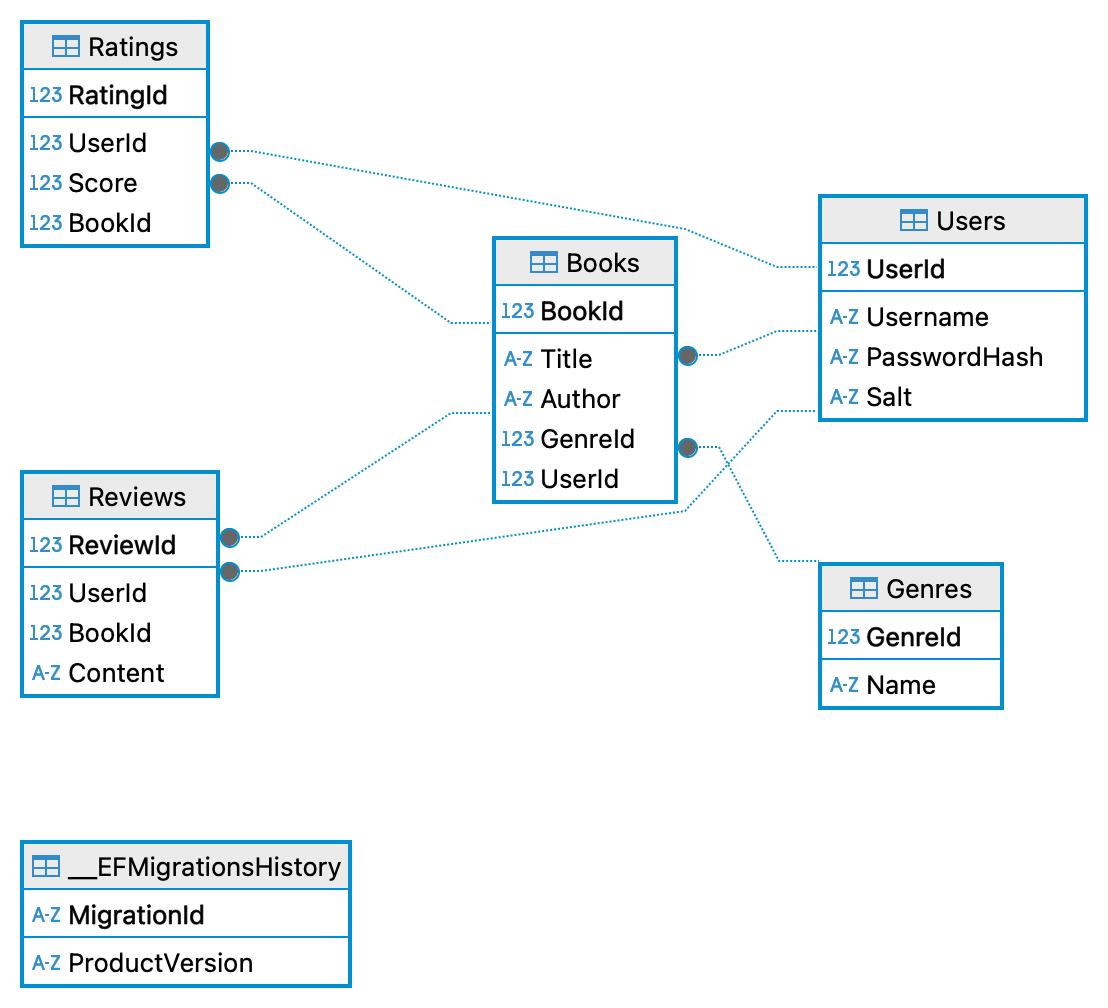 Ratings
123 RatingId
123 UserId
123 Score
123 BookId
Books
123 BookId
A-Z Title
A-Z Author
123 GenreId
123 UserId
Users
123 UserId
A-Z Username
A-Z PasswordHash
A-Z Salt
Reviews
123 ReviewId
123 UserId
123 BookId
A-Z Content
Genres
123 GenreId
A-Z Name
__EFMigrationsHistory
A-Z MigrationId
A-Z ProductVersion